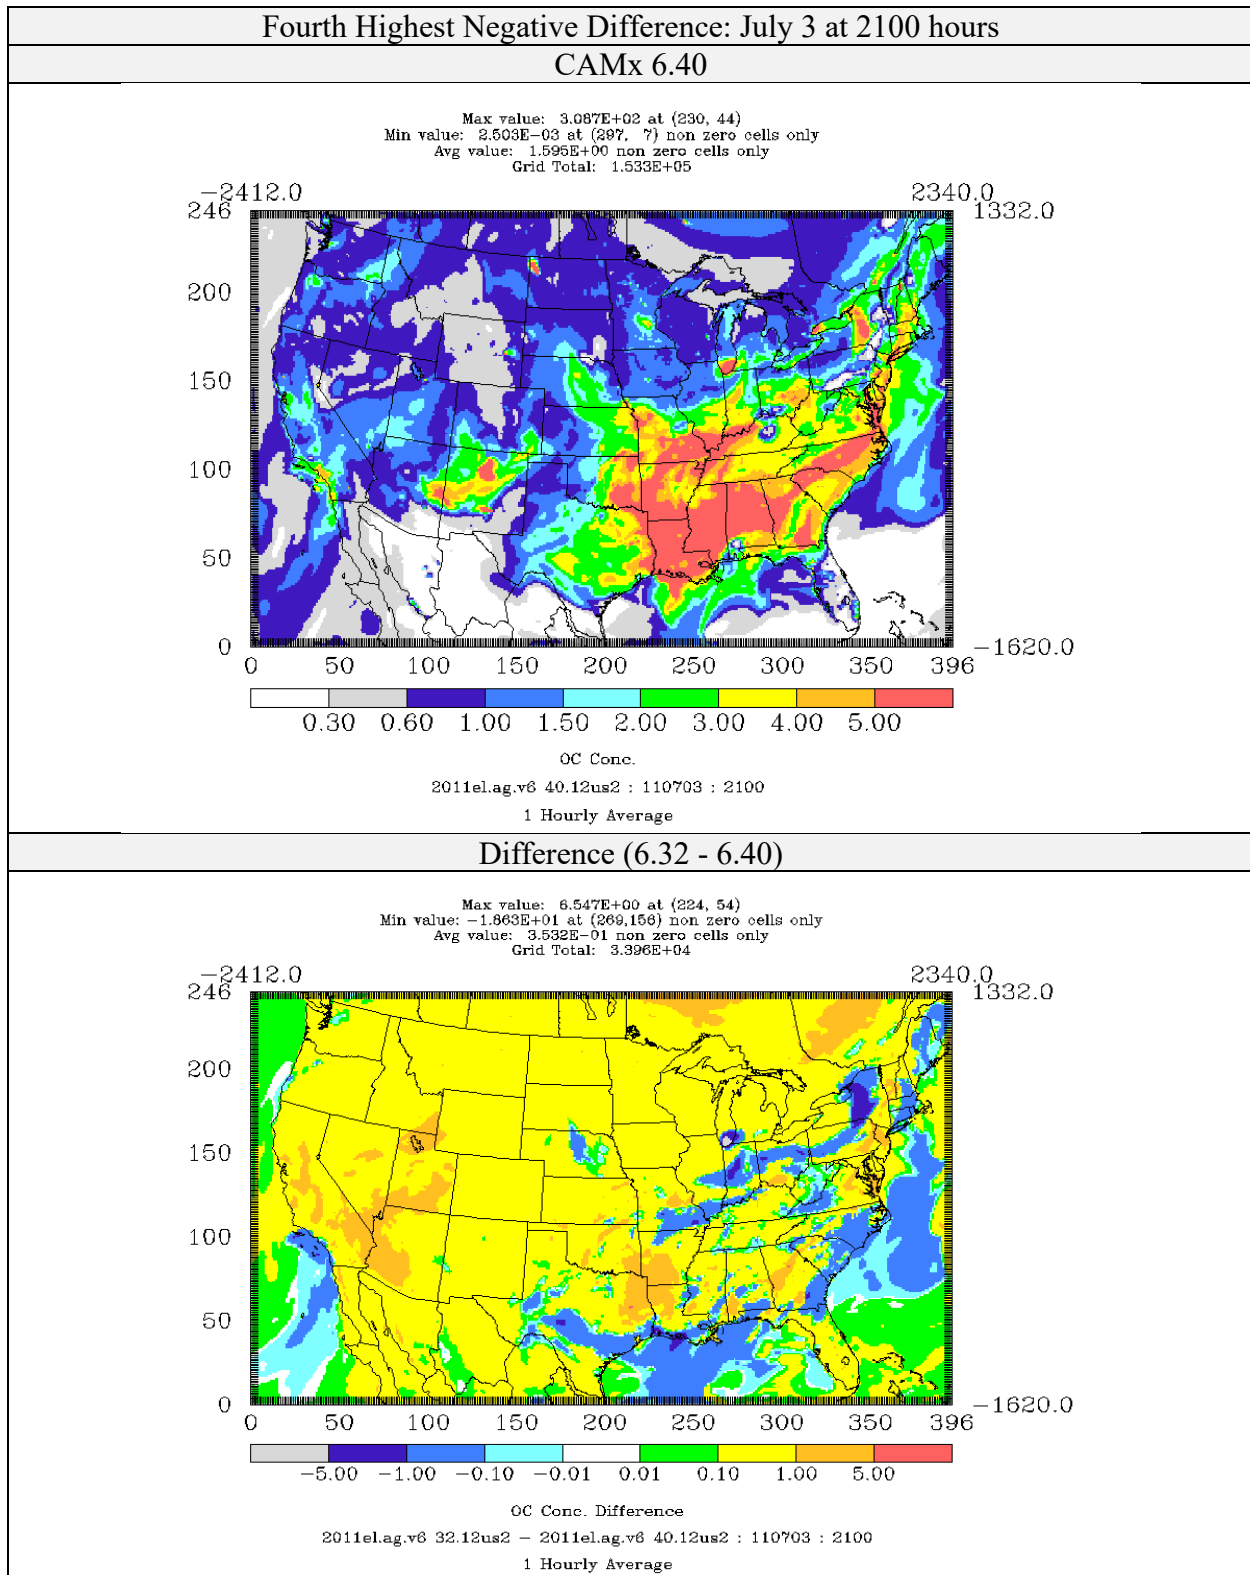 Fourth Highest Negative Difference: July 3 at 2100 hours
CAMx 6.40
Max value: 3.087E+02 at (230, 44)
Min value: 2.503E-03 at (297, 7) non zero cells only
Avg value: 1.595E+00 non zero cells only
Grid Total: 1.533E+05
-2412.0 2340.0
246 1332.0
200
150
100
50
0 -1620.0
0 50 100 150 200 250 300 350 396
0.30 0.60 1.00 1.50 2.00 3.00 4.00 5.00
OC Conc.
2011el.ag.v6 40.12us2 : 110703 : 2100
1 Hourly Average
Difference (6.32 - 6.40)
Max value: 6.547E+00 at (224, 54)
Min value: -1.863E+01 at (269,156) non zero cells only
Avg value: 3.532E-01 non zero cells only
Grid Total: 3.396E+04
-2412.0 2340.0
246 1332.0
200
150
100
50
0 -1620.0
0 50 100 150 200 250 300 350 396
-5.00 -1.00 -0.10 -0.01 0.01 0.10 1.00 5.00
OC Conc. Difference
2011el.ag.v6 32.12us2 - 2011el.ag.v6 40.12us2 : 110703 : 2100
1 Hourly Average